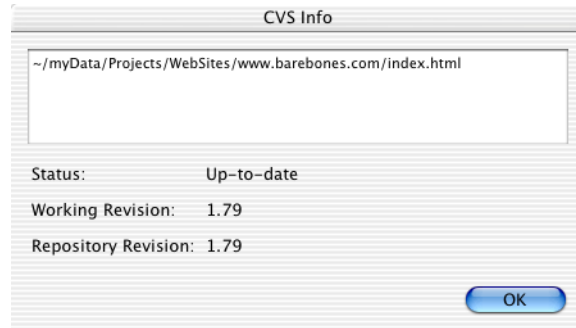 CVS Info
~/myData/Projects/WebSites/www.barebones.com/index.html
Status: Up-to-date
Working Revision: 1.79
Repository Revision: 1.79
OK